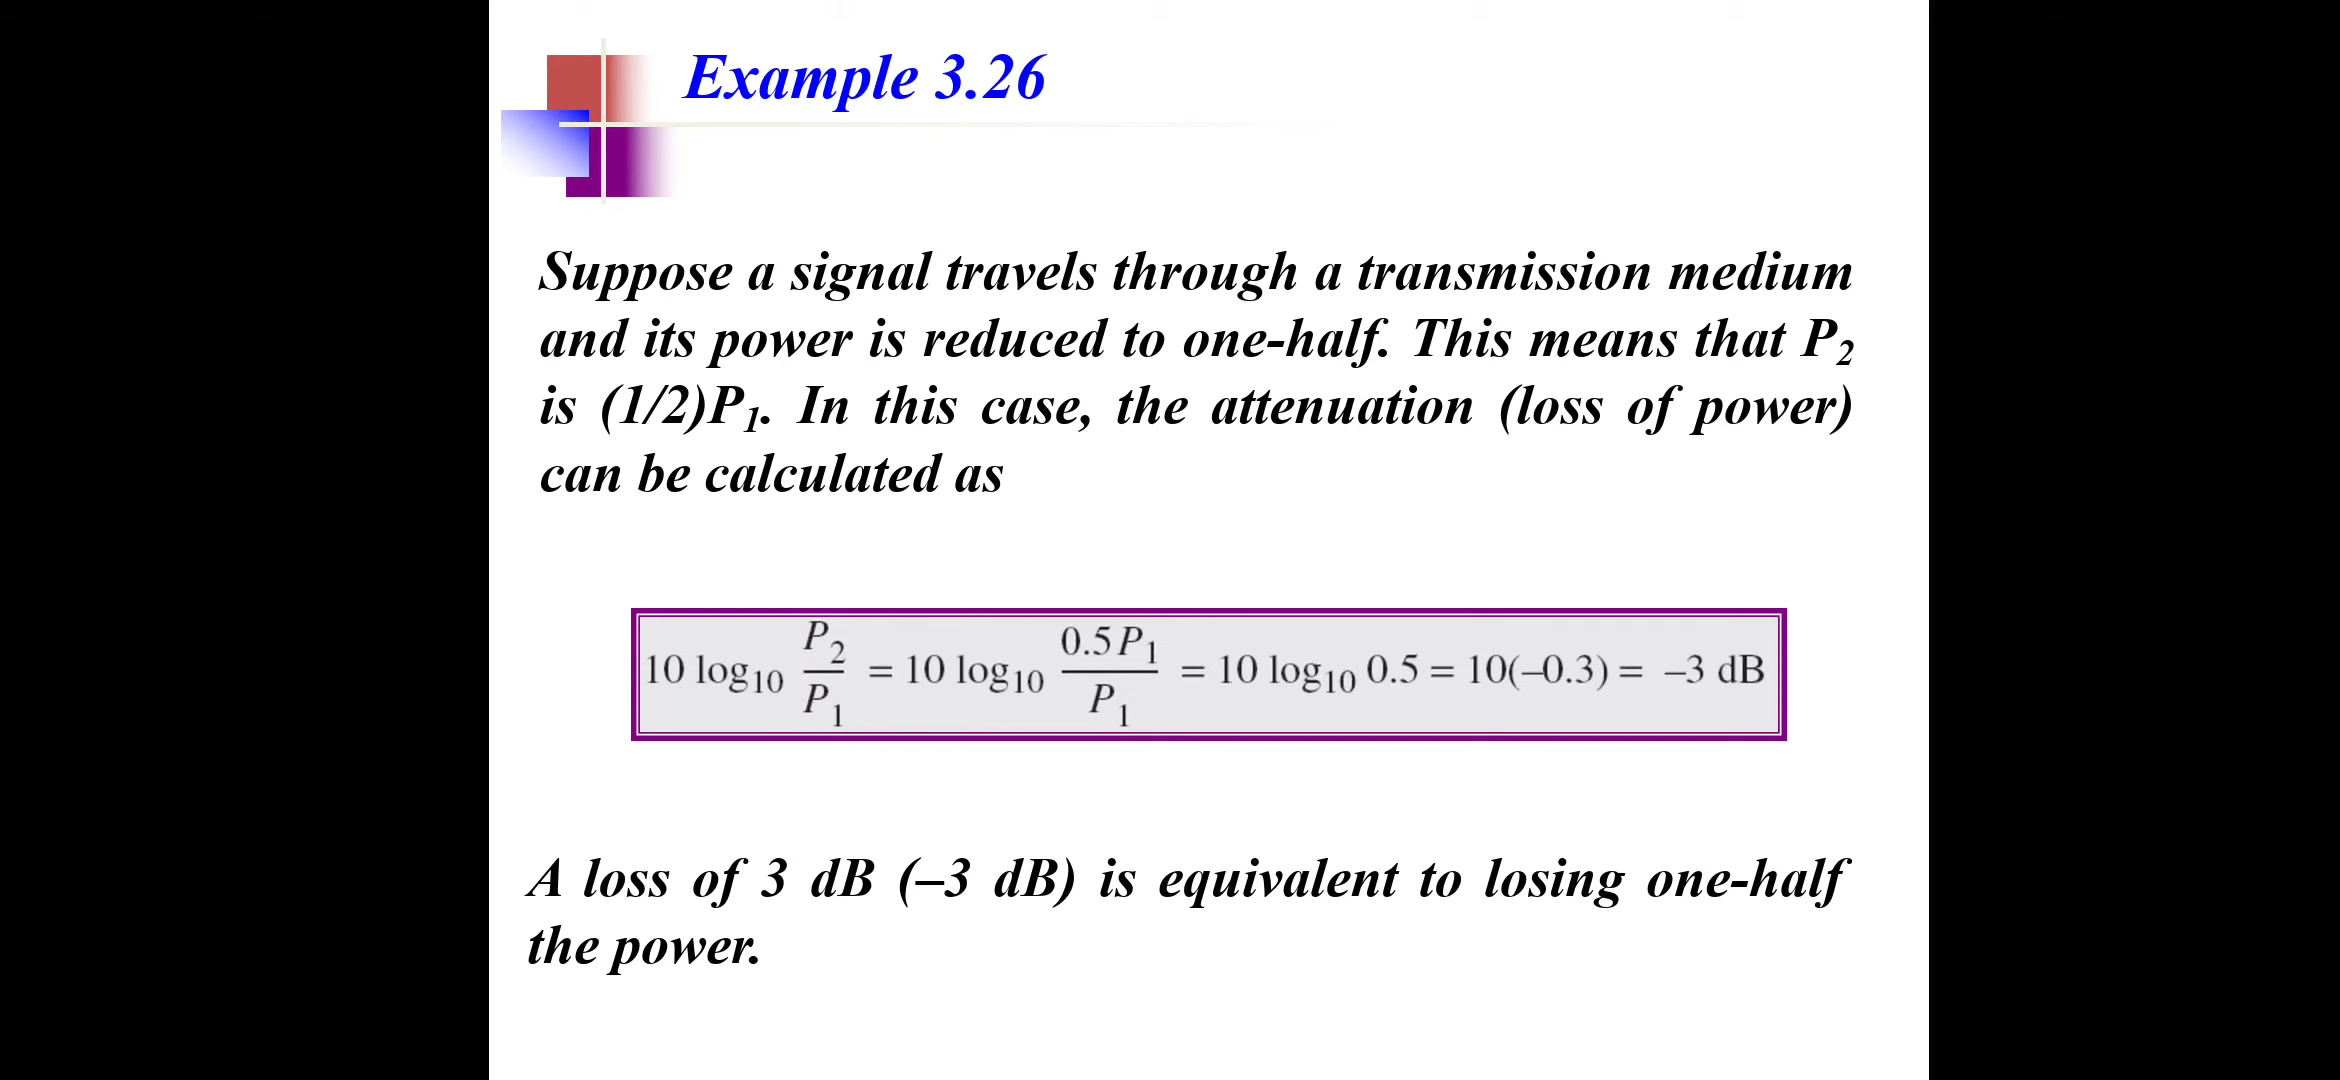 Example 3.26
Suppose a signal travels through a transmission medium
and its power is reduced to one-half. This means that P₂
is (1/2)P₁. In this case, the attenuation (loss of power)
can be calculated as
10 log₁₀ P₂/P₁ = 10 log₁₀ 0.5P₁/P₁ = 10 log₁₀ 0.5 = 10(–0.3) = –3 dB
A loss of 3 dB (–3 dB) is equivalent to losing one-half
the power.